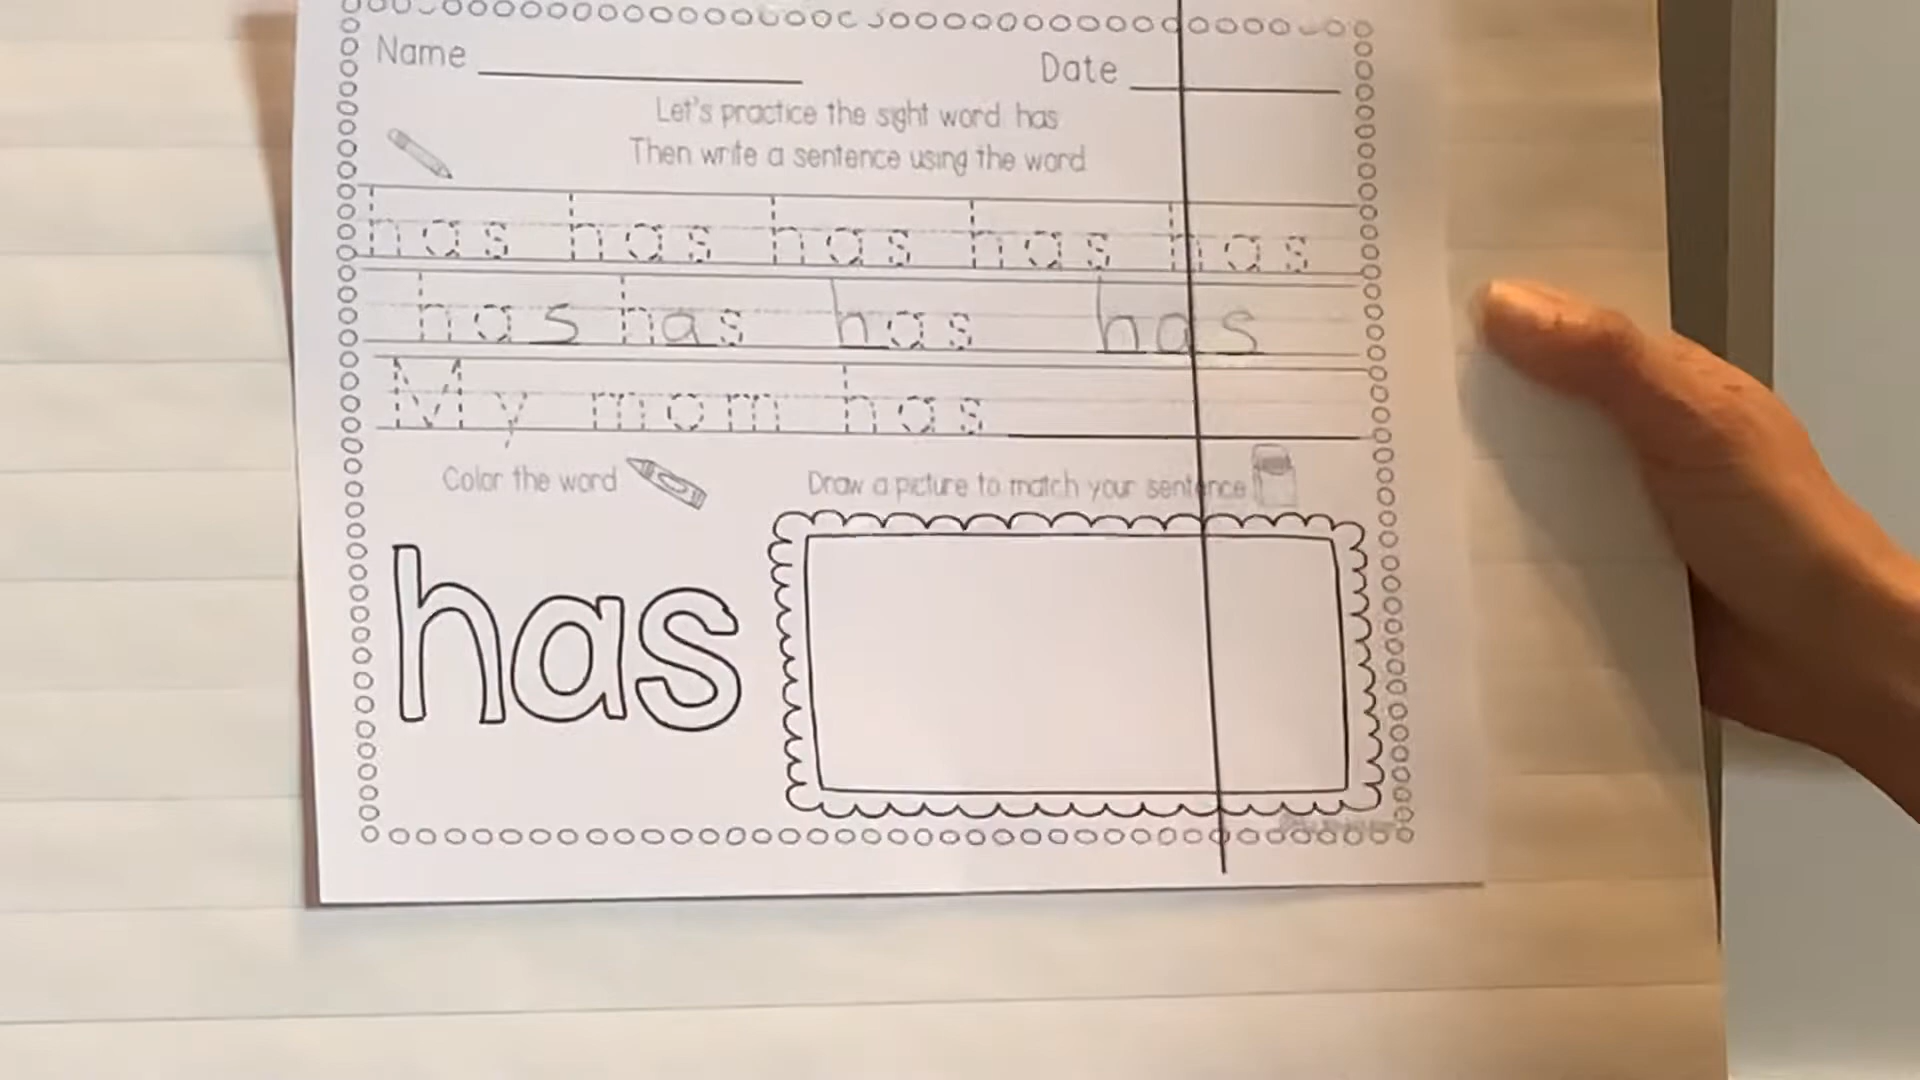 Name Date
Let's practice the sight word has
Then write a sentence using the word
has has has has has
has has has has
My mom has
Color the word Draw a picture to match your sentence
has